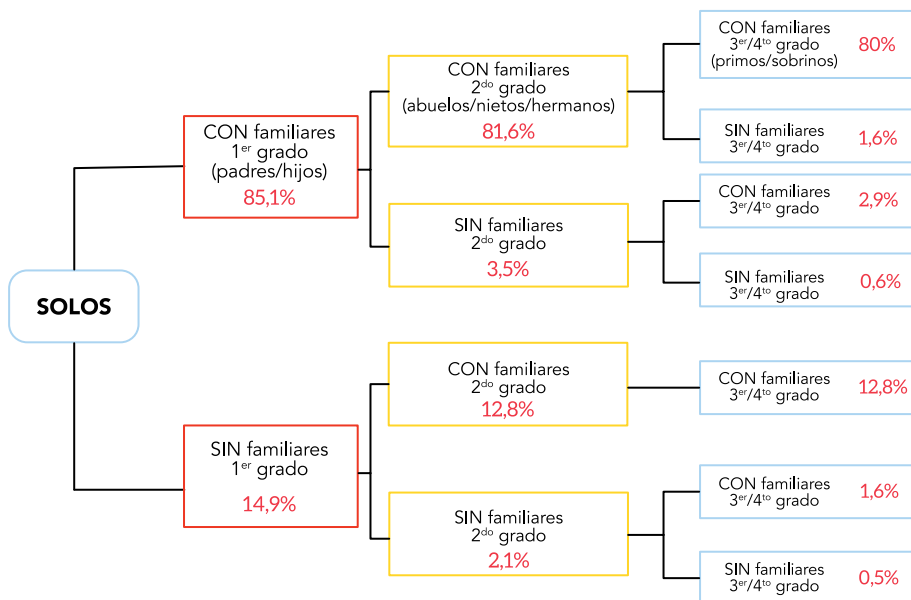 SOLOS
CON familiares
1er grado
(padres/hijos)
85,1%
CON familiares
2do grado
(abuelos/nietos/hermanos)
81,6%
CON familiares
3er/4to grado
(primos/sobrinos)
80%
SIN familiares
3er/4to grado
1,6%
SIN familiares
2do grado
3,5%
CON familiares
3er/4to grado
2,9%
SIN familiares
3er/4to grado
0,6%
SIN familiares
1er grado
14,9%
CON familiares
2do grado
12,8%
CON familiares
3er/4to grado
12,8%
SIN familiares
2do grado
2,1%
CON familiares
3er/4to grado
1,6%
SIN familiares
3er/4to grado
0,5%